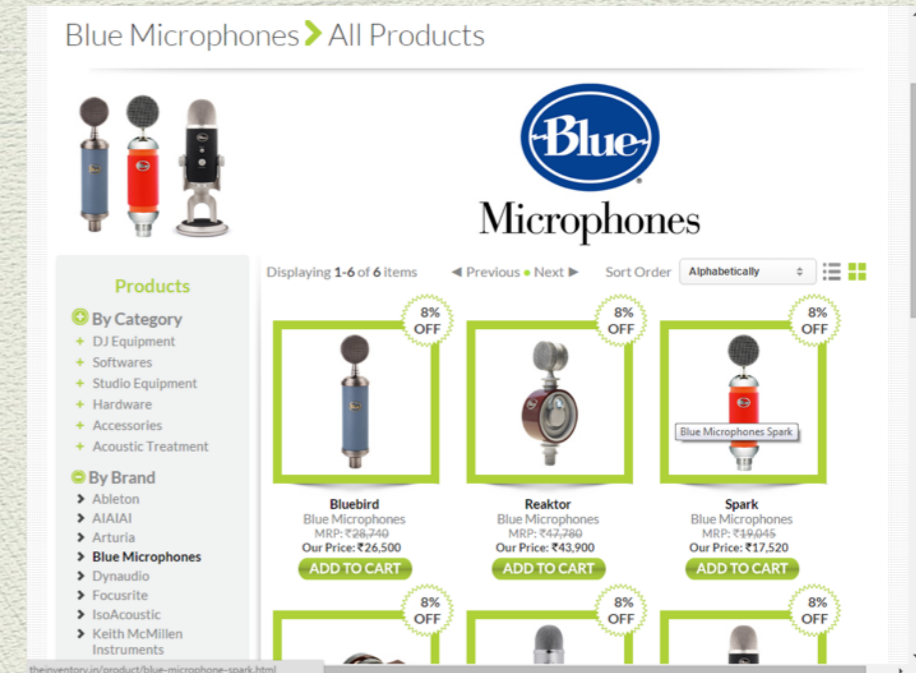 Blue Microphones > All Products
Blue
Microphones
Products
By Category
+ DJ Equipment
+ Softwares
+ Studio Equipment
+ Hardware
+ Accessories
+ Acoustic Treatment
By Brand
Ableton
AIAIAI
Arturia
Blue Microphones
Dynaudio
Focusrite
IsoAcoustic
Keith McMillen
Instruments
Displaying 1-6 of 6 items
◀ Previous • Next ▶
Sort Order
Alphabetically
8%
OFF
Bluebird
Blue Microphones
MRP: ₹28,740
Our Price: ₹26,500
ADD TO CART
8%
OFF
Reaktor
Blue Microphones
MRP: ₹47,780
Our Price: ₹43,900
ADD TO CART
8%
OFF
Blue Microphones Spark
Spark
Blue Microphones
MRP: ₹19,045
Our Price: ₹17,520
ADD TO CART
8%
OFF
8%
OFF
8%
OFF
theinventory.in/product/blue-microphone-spark.html